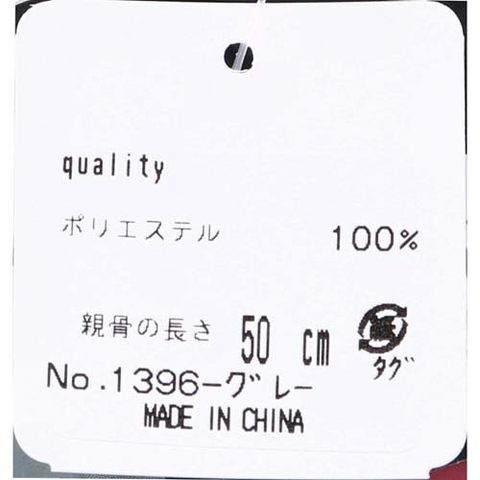 quality
ポリエステル 100%
親骨の長さ 50 cm
紙
タグ
No.1396-グレー
MADE IN CHINA